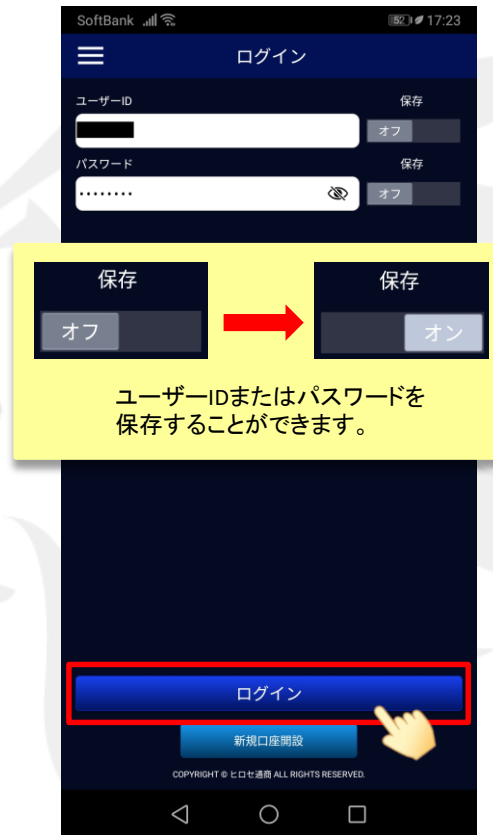 SoftBank 52 17:23
ログイン
ユーザーID 保存
オフ
パスワード 保存
........ オフ
保存 保存
オフ オン
ユーザーIDまたはパスワードを
保存することができます。
ログイン
新規口座開設
COPYRIGHT © ヒロセ通商 ALL RIGHTS RESERVED.